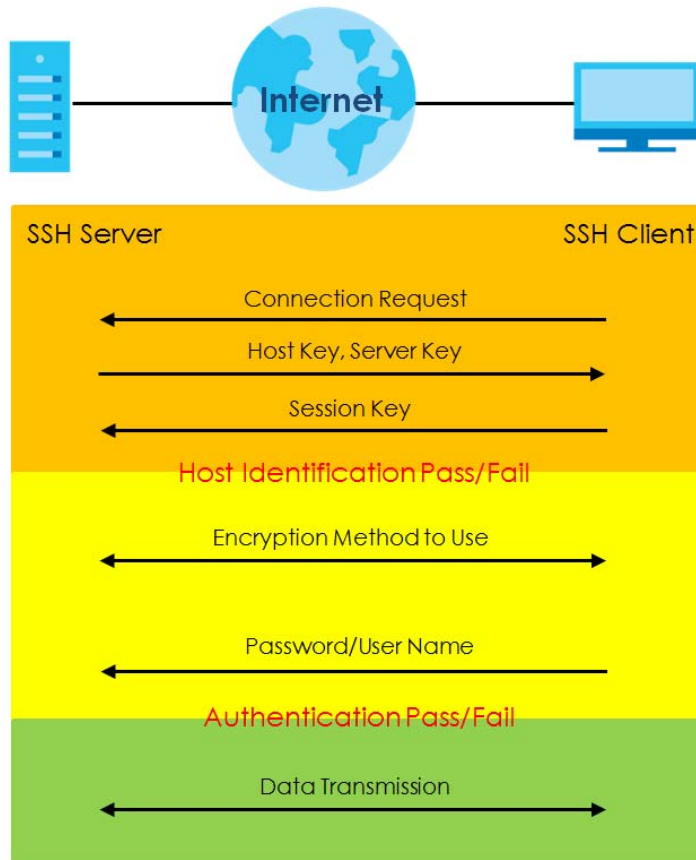 Internet
SSH Server
SSH Client
Connection Request
Host Key, Server Key
Session Key
Host Identification Pass/Fail
Encryption Method to Use
Password/User Name
Authentication Pass/Fail
Data Transmission